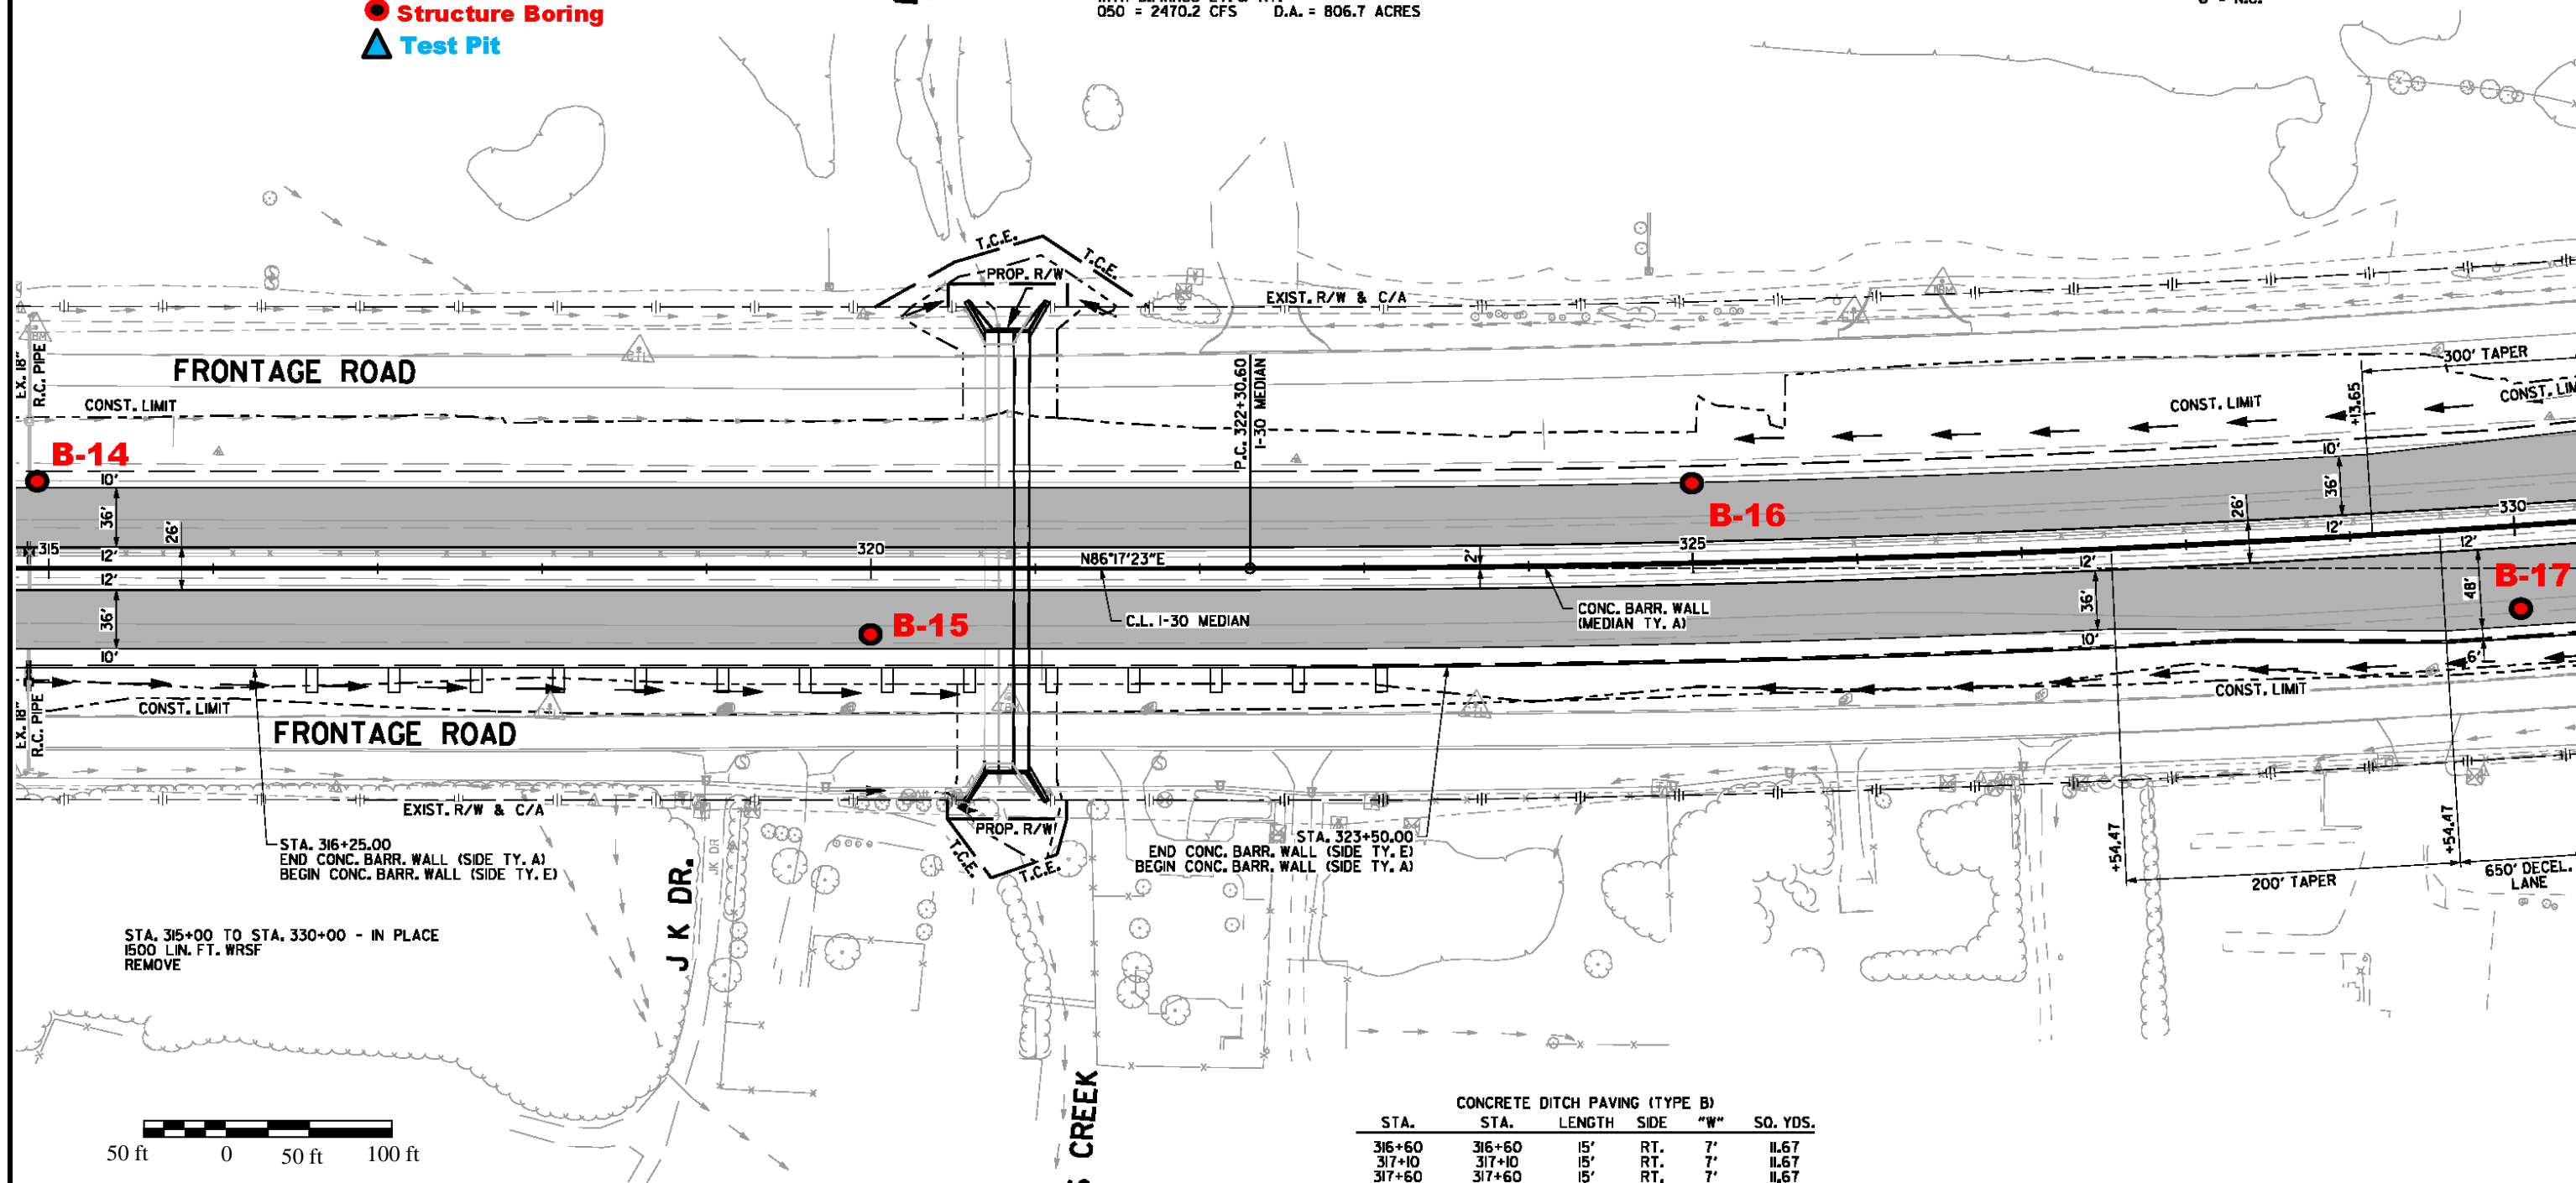 Structure Boring
Test Pit
Q50 = 2470.2 CFS D.A. = 806.7 ACRES
T.C.E.
T.C.E.
PROP. R/W
EXIST. R/W & C/A
EX. 18"
R.C. PIPE
FRONTAGE ROAD
CONST. LIMIT
P.C. 322+30.60
I-30 MEDIAN
300' TAPER
+13.65
CONST. LIMIT
CONST. LIM
B-14
10'
36'
26'
B-16
10'
36'
26'
12'
330
315
12'
320
N86°17'23"E
2'
325
12'
12'
12'
B-17
48'
36'
36'
B-15
C.L. I-30 MEDIAN
CONC. BARR. WALL
(MEDIAN TY. A)
10'
10'
6'
CONST. LIMIT
CONST. LIMIT
EX. 18"
R.C. PIPE
FRONTAGE ROAD
EXIST. R/W & C/A
PROP. R/W
T.C.E.
T.C.E.
STA. 316+25.00
END CONC. BARR. WALL (SIDE TY. A)
BEGIN CONC. BARR. WALL (SIDE TY. E)
STA. 323+50.00
END CONC. BARR. WALL (SIDE TY. E)
BEGIN CONC. BARR. WALL (SIDE TY. A)
+54.47
+54.47
200' TAPER
650' DECEL.
LANE
JK DR
J K DR.
STA. 315+00 TO STA. 330+00 - IN PLACE
1500 LIN. FT. WRSF
REMOVE
CREEK
50 ft 0 50 ft 100 ft
CONCRETE DITCH PAVING (TYPE B)
STA. STA. LENGTH SIDE "W" SQ. YDS.
316+60 316+60 15' RT. 7' 11.67
317+10 317+10 15' RT. 7' 11.67
317+60 317+60 15' RT. 7' 11.67